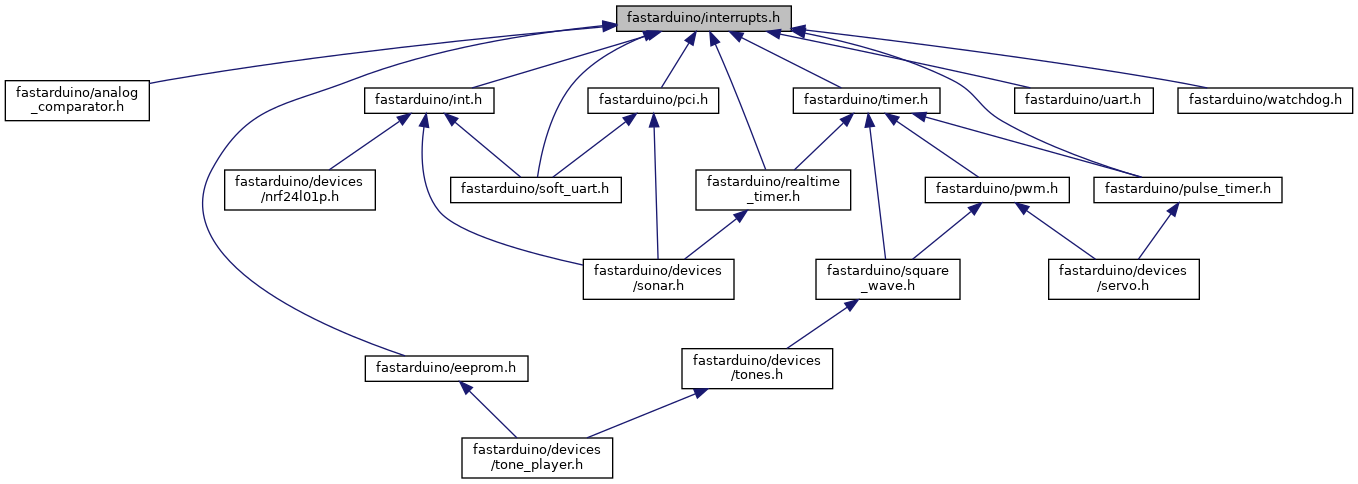 fastarduino/interrupts.h
fastarduino/analog
_comparator.h
fastarduino/int.h
fastarduino/pci.h
fastarduino/timer.h
fastarduino/uart.h
fastarduino/watchdog.h
fastarduino/devices
/nrf24l01p.h
fastarduino/soft_uart.h
fastarduino/realtime
_timer.h
fastarduino/pwm.h
fastarduino/pulse_timer.h
fastarduino/devices
/sonar.h
fastarduino/square
_wave.h
fastarduino/devices
/servo.h
fastarduino/eeprom.h
fastarduino/devices
/tones.h
fastarduino/devices
/tone_player.h